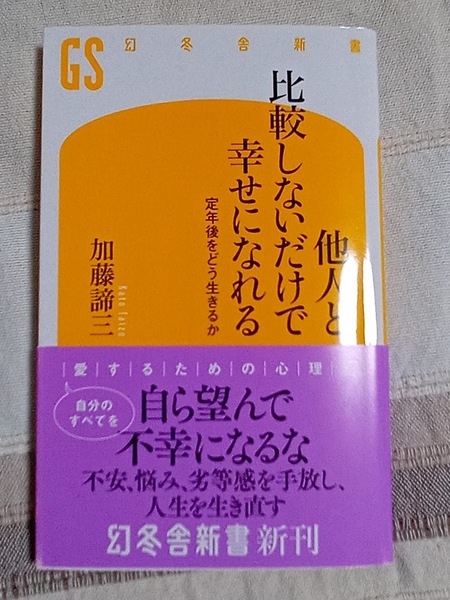 GS
幻冬舎新書
他人と
比較しないだけで
幸せになれる
定年後をどう生きるか
加藤諦三
Kato Taizo
愛するための心理
自分の
すべてを
自ら望んで
不幸になるな
不安、悩み、劣等感を手放し、
人生を生き直す
幻冬舎新書 新刊